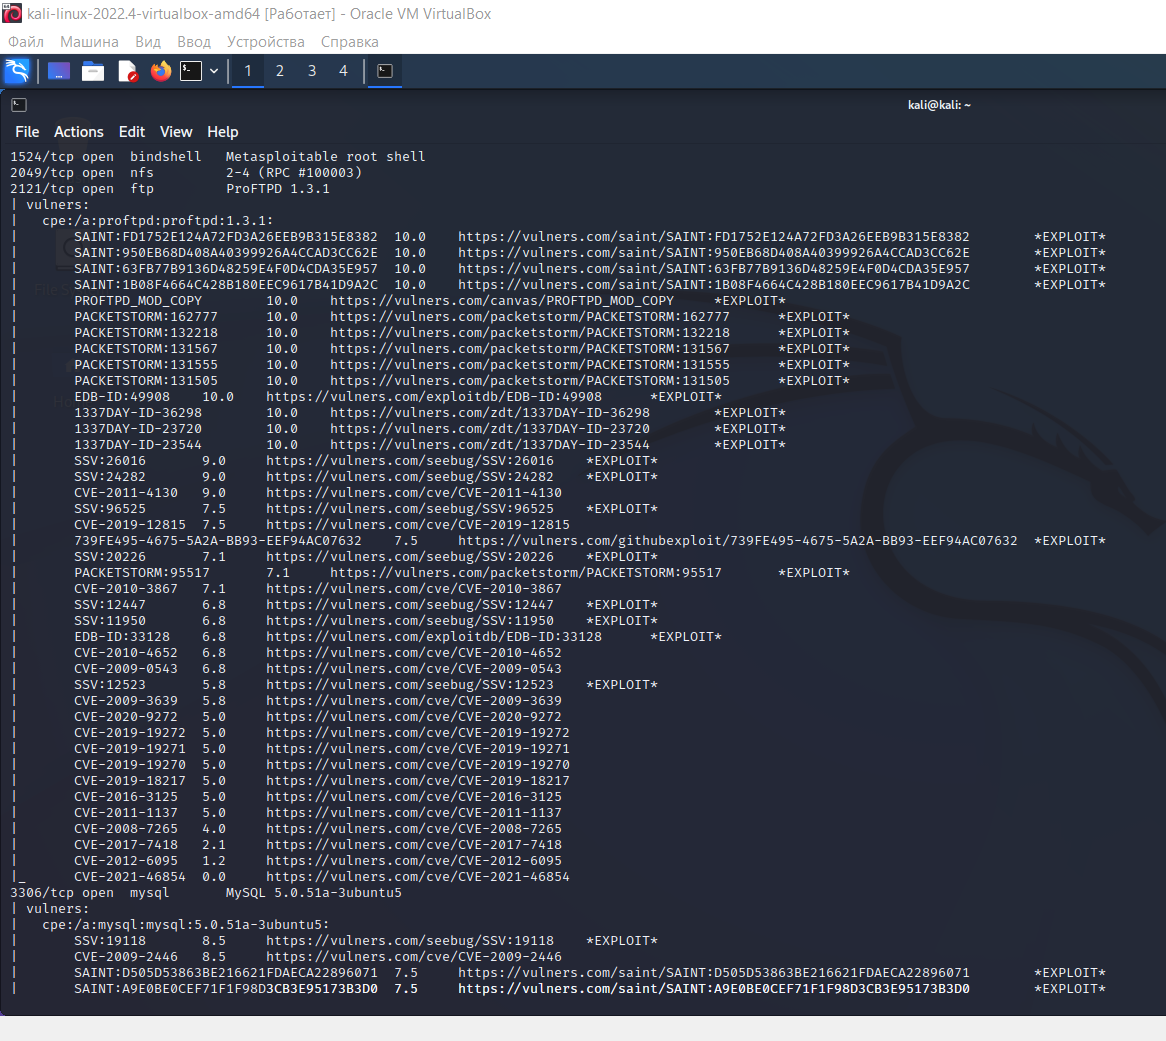 kali-linux-2022.4-virtualbox-amd64 [Работает] - Oracle VM VirtualBox
Файл Машина Вид Ввод Устройства Справка
1 2 3 4
kali@kali: ~
File Actions Edit View Help
1524/tcp open  bindshell   Metasploitable root shell
2049/tcp open  nfs         2-4 (RPC #100003)
2121/tcp open  ftp         ProFTPD 1.3.1
| vulners:
|   cpe:/a:proftpd:proftpd:1.3.1:
|       SAINT:FD1752E124A72FD3A26EEB9B315E8382  10.0    https://vulners.com/saint/SAINT:FD1752E124A72FD3A26EEB9B315E8382        *EXPLOIT*
|       SAINT:950EB68D408A40399926A4CCAD3CC62E  10.0    https://vulners.com/saint/SAINT:950EB68D408A40399926A4CCAD3CC62E        *EXPLOIT*
|       SAINT:63FB77B9136D48259E4F0D4CDA35E957  10.0    https://vulners.com/saint/SAINT:63FB77B9136D48259E4F0D4CDA35E957        *EXPLOIT*
|       SAINT:1B08F4664C428B180EEC9617B41D9A2C  10.0    https://vulners.com/saint/SAINT:1B08F4664C428B180EEC9617B41D9A2C        *EXPLOIT*
|       PROFTPD_MOD_COPY        10.0    https://vulners.com/canvas/PROFTPD_MOD_COPY     *EXPLOIT*
|       PACKETSTORM:162777      10.0    https://vulners.com/packetstorm/PACKETSTORM:162777      *EXPLOIT*
|       PACKETSTORM:132218      10.0    https://vulners.com/packetstorm/PACKETSTORM:132218      *EXPLOIT*
|       PACKETSTORM:131567      10.0    https://vulners.com/packetstorm/PACKETSTORM:131567      *EXPLOIT*
|       PACKETSTORM:131555      10.0    https://vulners.com/packetstorm/PACKETSTORM:131555      *EXPLOIT*
|       PACKETSTORM:131505      10.0    https://vulners.com/packetstorm/PACKETSTORM:131505      *EXPLOIT*
|       EDB-ID:49908    10.0    https://vulners.com/exploitdb/EDB-ID:49908      *EXPLOIT*
|       1337DAY-ID-36298        10.0    https://vulners.com/zdt/1337DAY-ID-36298        *EXPLOIT*
|       1337DAY-ID-23720        10.0    https://vulners.com/zdt/1337DAY-ID-23720        *EXPLOIT*
|       1337DAY-ID-23544        10.0    https://vulners.com/zdt/1337DAY-ID-23544        *EXPLOIT*
|       SSV:26016       9.0     https://vulners.com/seebug/SSV:26016    *EXPLOIT*
|       SSV:24282       9.0     https://vulners.com/seebug/SSV:24282    *EXPLOIT*
|       CVE-2011-4130   9.0     https://vulners.com/cve/CVE-2011-4130
|       SSV:96525       7.5     https://vulners.com/seebug/SSV:96525    *EXPLOIT*
|       CVE-2019-12815  7.5     https://vulners.com/cve/CVE-2019-12815
|       739FE495-4675-5A2A-BB93-EEF94AC07632    7.5     https://vulners.com/githubexploit/739FE495-4675-5A2A-BB93-EEF94AC07632  *EXPLOIT*
|       SSV:20226       7.1     https://vulners.com/seebug/SSV:20226    *EXPLOIT*
|       PACKETSTORM:95517       7.1     https://vulners.com/packetstorm/PACKETSTORM:95517       *EXPLOIT*
|       CVE-2010-3867   7.1     https://vulners.com/cve/CVE-2010-3867
|       SSV:12447       6.8     https://vulners.com/seebug/SSV:12447    *EXPLOIT*
|       SSV:11950       6.8     https://vulners.com/seebug/SSV:11950    *EXPLOIT*
|       EDB-ID:33128    6.8     https://vulners.com/exploitdb/EDB-ID:33128      *EXPLOIT*
|       CVE-2010-4652   6.8     https://vulners.com/cve/CVE-2010-4652
|       CVE-2009-0543   6.8     https://vulners.com/cve/CVE-2009-0543
|       SSV:12523       5.8     https://vulners.com/seebug/SSV:12523    *EXPLOIT*
|       CVE-2009-3639   5.8     https://vulners.com/cve/CVE-2009-3639
|       CVE-2020-9272   5.0     https://vulners.com/cve/CVE-2020-9272
|       CVE-2019-19272  5.0     https://vulners.com/cve/CVE-2019-19272
|       CVE-2019-19271  5.0     https://vulners.com/cve/CVE-2019-19271
|       CVE-2019-19270  5.0     https://vulners.com/cve/CVE-2019-19270
|       CVE-2019-18217  5.0     https://vulners.com/cve/CVE-2019-18217
|       CVE-2016-3125   5.0     https://vulners.com/cve/CVE-2016-3125
|       CVE-2011-1137   5.0     https://vulners.com/cve/CVE-2011-1137
|       CVE-2008-7265   4.0     https://vulners.com/cve/CVE-2008-7265
|       CVE-2017-7418   2.1     https://vulners.com/cve/CVE-2017-7418
|       CVE-2012-6095   1.2     https://vulners.com/cve/CVE-2012-6095
|_      CVE-2021-46854  0.0     https://vulners.com/cve/CVE-2021-46854
3306/tcp open  mysql       MySQL 5.0.51a-3ubuntu5
| vulners:
|   cpe:/a:mysql:mysql:5.0.51a-3ubuntu5:
|       SSV:19118       8.5     https://vulners.com/seebug/SSV:19118    *EXPLOIT*
|       CVE-2009-2446   8.5     https://vulners.com/cve/CVE-2009-2446
|       SAINT:D505D53863BE216621FDAECA22896071  7.5     https://vulners.com/saint/SAINT:D505D53863BE216621FDAECA22896071        *EXPLOIT*
|       SAINT:A9E0BE0CEF71F1F98D3CB3E95173B3D0  7.5     https://vulners.com/saint/SAINT:A9E0BE0CEF71F1F98D3CB3E95173B3D0        *EXPLOIT*